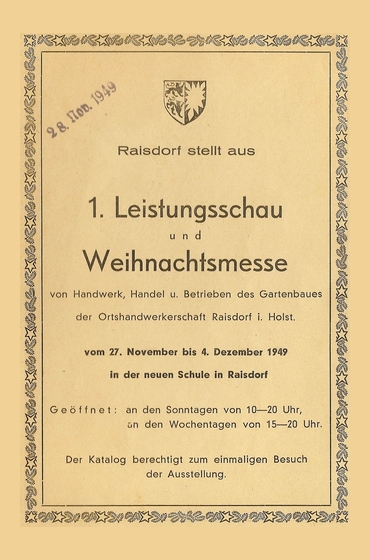 28. Nov. 1949
Raisdorf stellt aus
1. Leistungsschau
und
Weihnachtsmesse
von Handwerk, Handel u. Betrieben des Gartenbaues
der Ortshandwerkerschaft Raisdorf i. Holst.
vom 27. November bis 4. Dezember 1949
in der neuen Schule in Raisdorf
Geöffnet: an den Sonntagen von 10—20 Uhr,
an den Wochentagen von 15—20 Uhr.
Der Katalog berechtigt zum einmaligen Besuch
der Ausstellung.